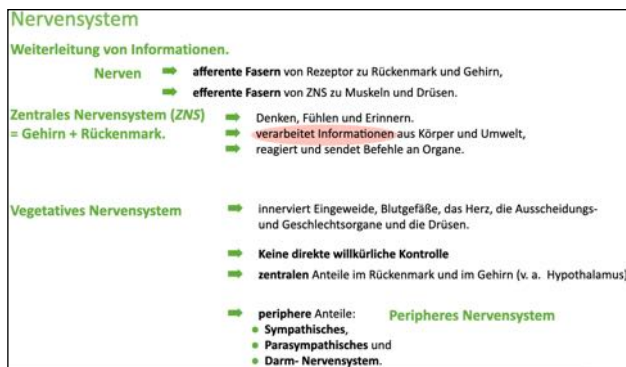 Nervensystem
Weiterleitung von Informationen.
Nerven ➡ afferente Fasern von Rezeptor zu Rückenmark und Gehirn,
➡ efferente Fasern von ZNS zu Muskeln und Drüsen.
Zentrales Nervensystem (ZNS) ➡ Denken, Fühlen und Erinnern.
= Gehirn + Rückenmark. ➡ verarbeitet Informationen aus Körper und Umwelt,
➡ reagiert und sendet Befehle an Organe.
Vegetatives Nervensystem ➡ innerviert Eingeweide, Blutgefäße, das Herz, die Ausscheidungs-
und Geschlechtsorgane und die Drüsen.
➡ Keine direkte willkürliche Kontrolle
➡ zentralen Anteile im Rückenmark und im Gehirn (v. a. Hypothalamus)
➡ periphere Anteile: Peripheres Nervensystem
• Sympathisches,
• Parasympathisches und
• Darm- Nervensystem.